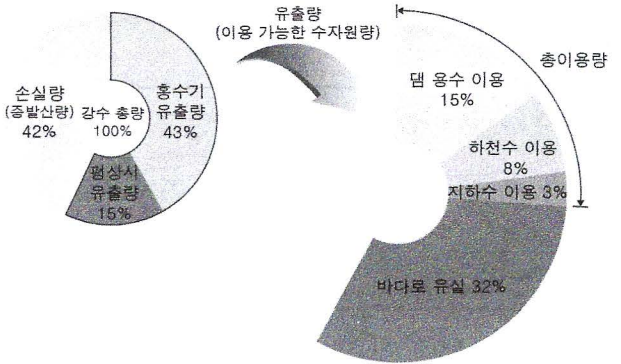 유출량
(이용 가능한 수자원량)
손실량
(증발산량)
42%
강수 총량
100%
홍수기
유출량
43%
평상시
유출량
15%
총이용량
댐 용수 이용
15%
하천수 이용
8%
지하수 이용 3%
바다로 유실 32%